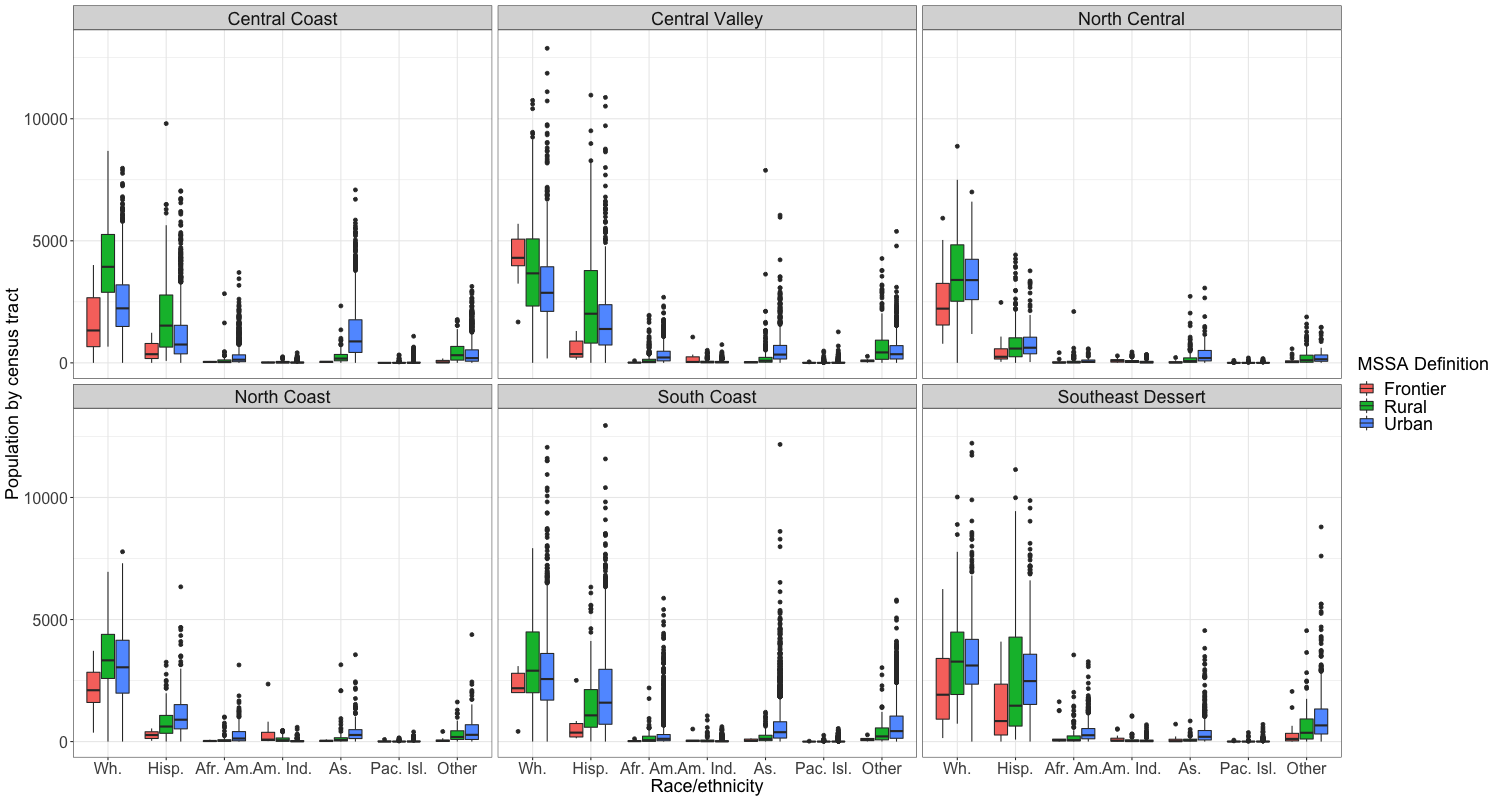 Central Coast Central Valley North Central
10000
5000
0
North Coast South Coast Southeast Dessert
10000
5000
0
Wh. Hisp. Afr. Am. Am. Ind. As. Pac. Isl. Other Wh. Hisp. Afr. Am. Am. Ind. As. Pac. Isl. Other Wh. Hisp. Afr. Am. Am. Ind. As. Pac. Isl. Other
Race/ethnicity
Population by census tract
MSSA Definition
Frontier
Rural
Urban